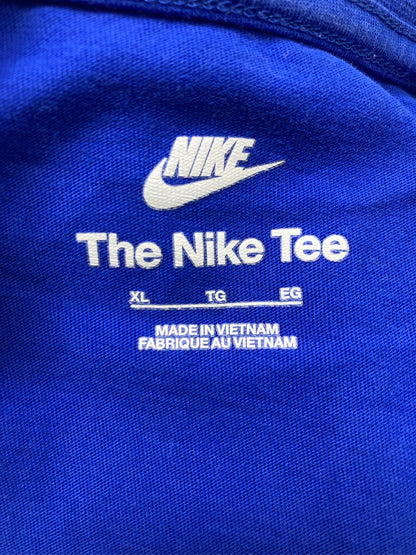 NIKE
The Nike Tee
XL TG EG
MADE IN VIETNAM
FABRIQUE AU VIETNAM